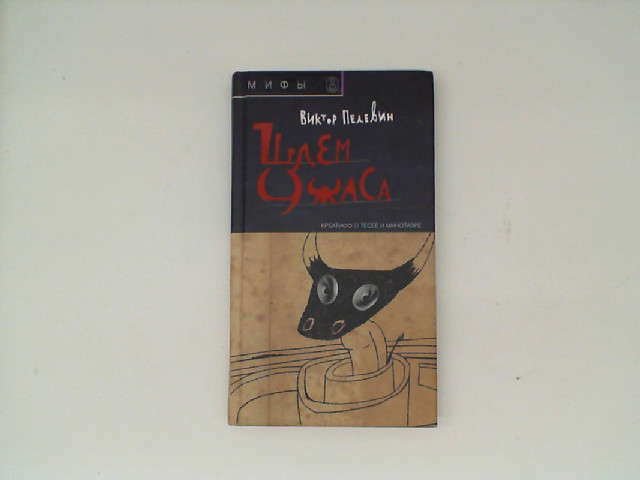 МИФЫ
Виктор Пелевин
Шлем
Ужаса
КРЕАТИФФ О ТЕСЕЕ И МИНОТАВРЕ